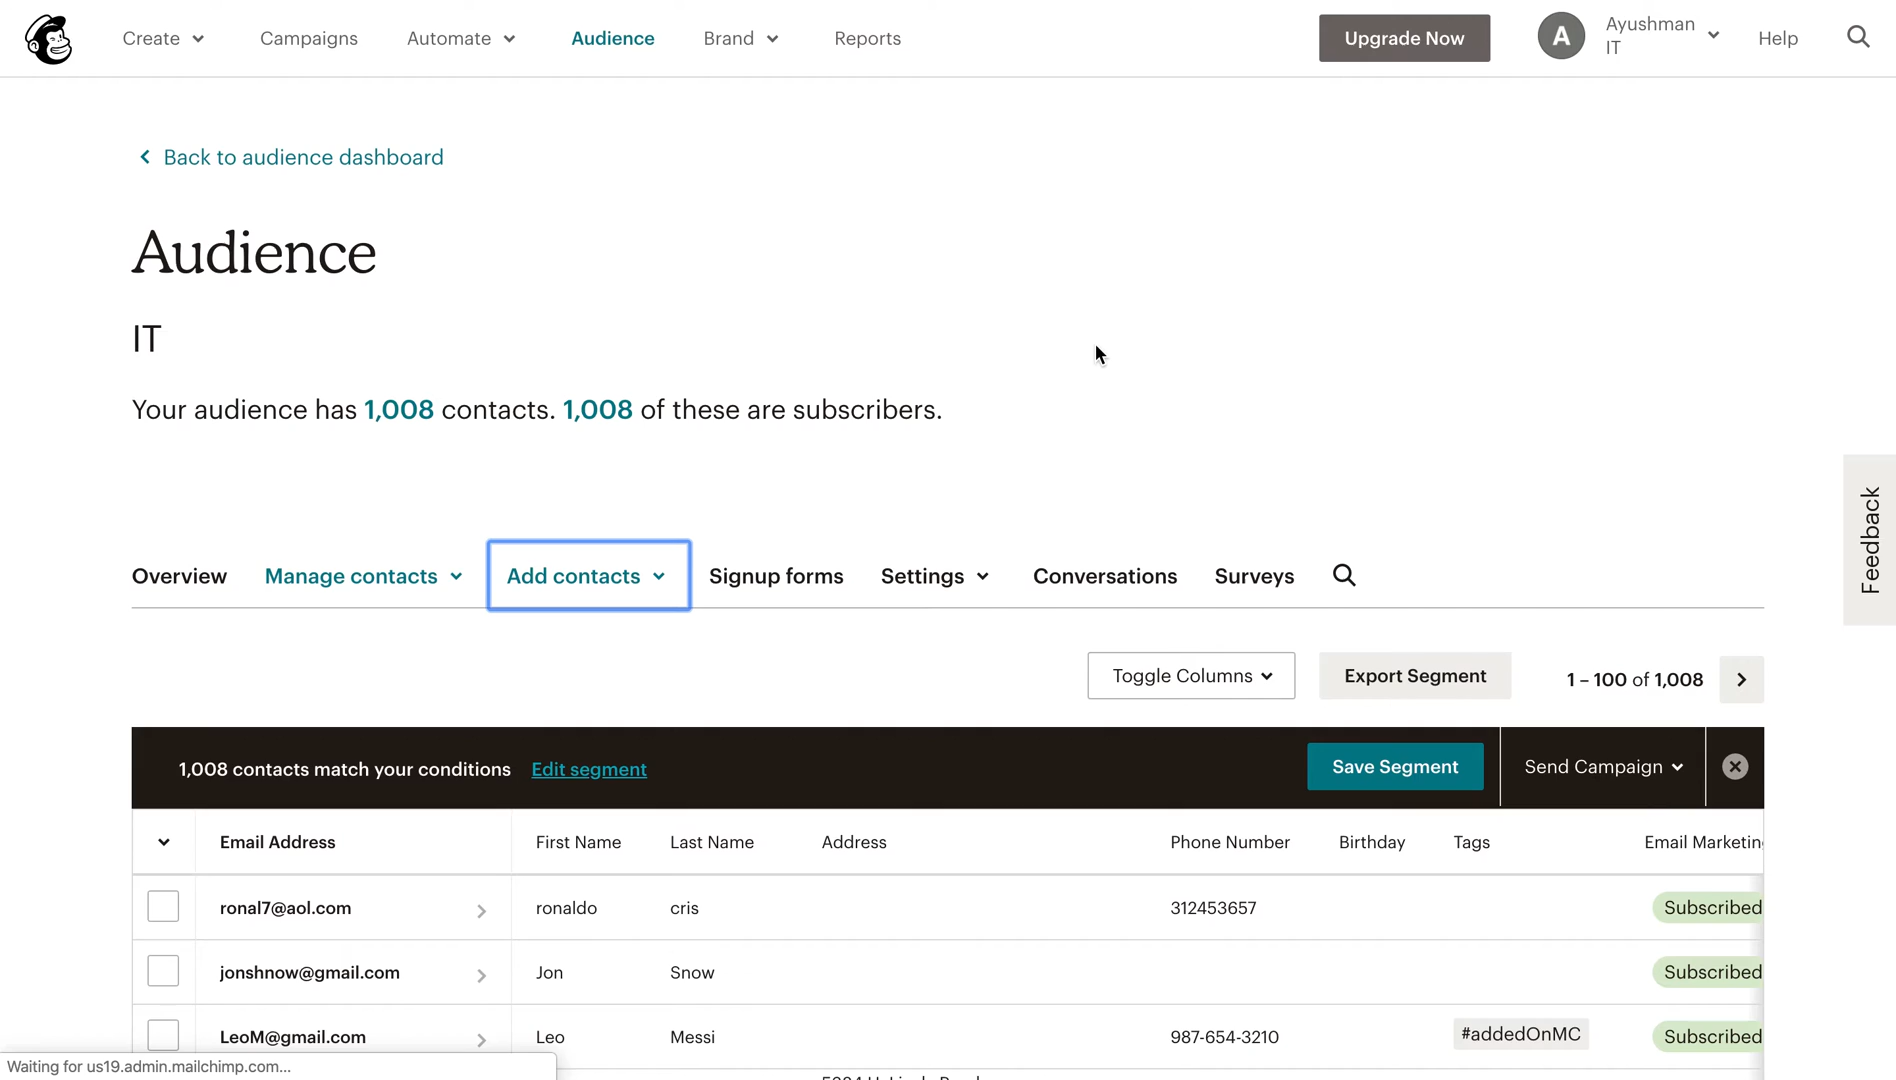 Create
Campaigns
Automate
Audience
Brand
Reports
Upgrade Now
A
Ayushman
IT
Help
Back to audience dashboard
Audience
IT
Your audience has 1,008 contacts. 1,008 of these are subscribers.
Feedback
Overview
Manage contacts
Add contacts
Signup forms
Settings
Conversations
Surveys
Toggle Columns
Export Segment
1 – 100 of 1,008
1,008 contacts match your conditions
Edit segment
Save Segment
Send Campaign
Email Address
First Name
Last Name
Address
Phone Number
Birthday
Tags
Email Marketin
ronal7@aol.com
ronaldo
cris
312453657
Subscribed
jonshnow@gmail.com
Jon
Snow
Subscribed
LeoM@gmail.com
Leo
Messi
987-654-3210
#addedOnMC
Subscribed
Waiting for us19.admin.mailchimp.com...